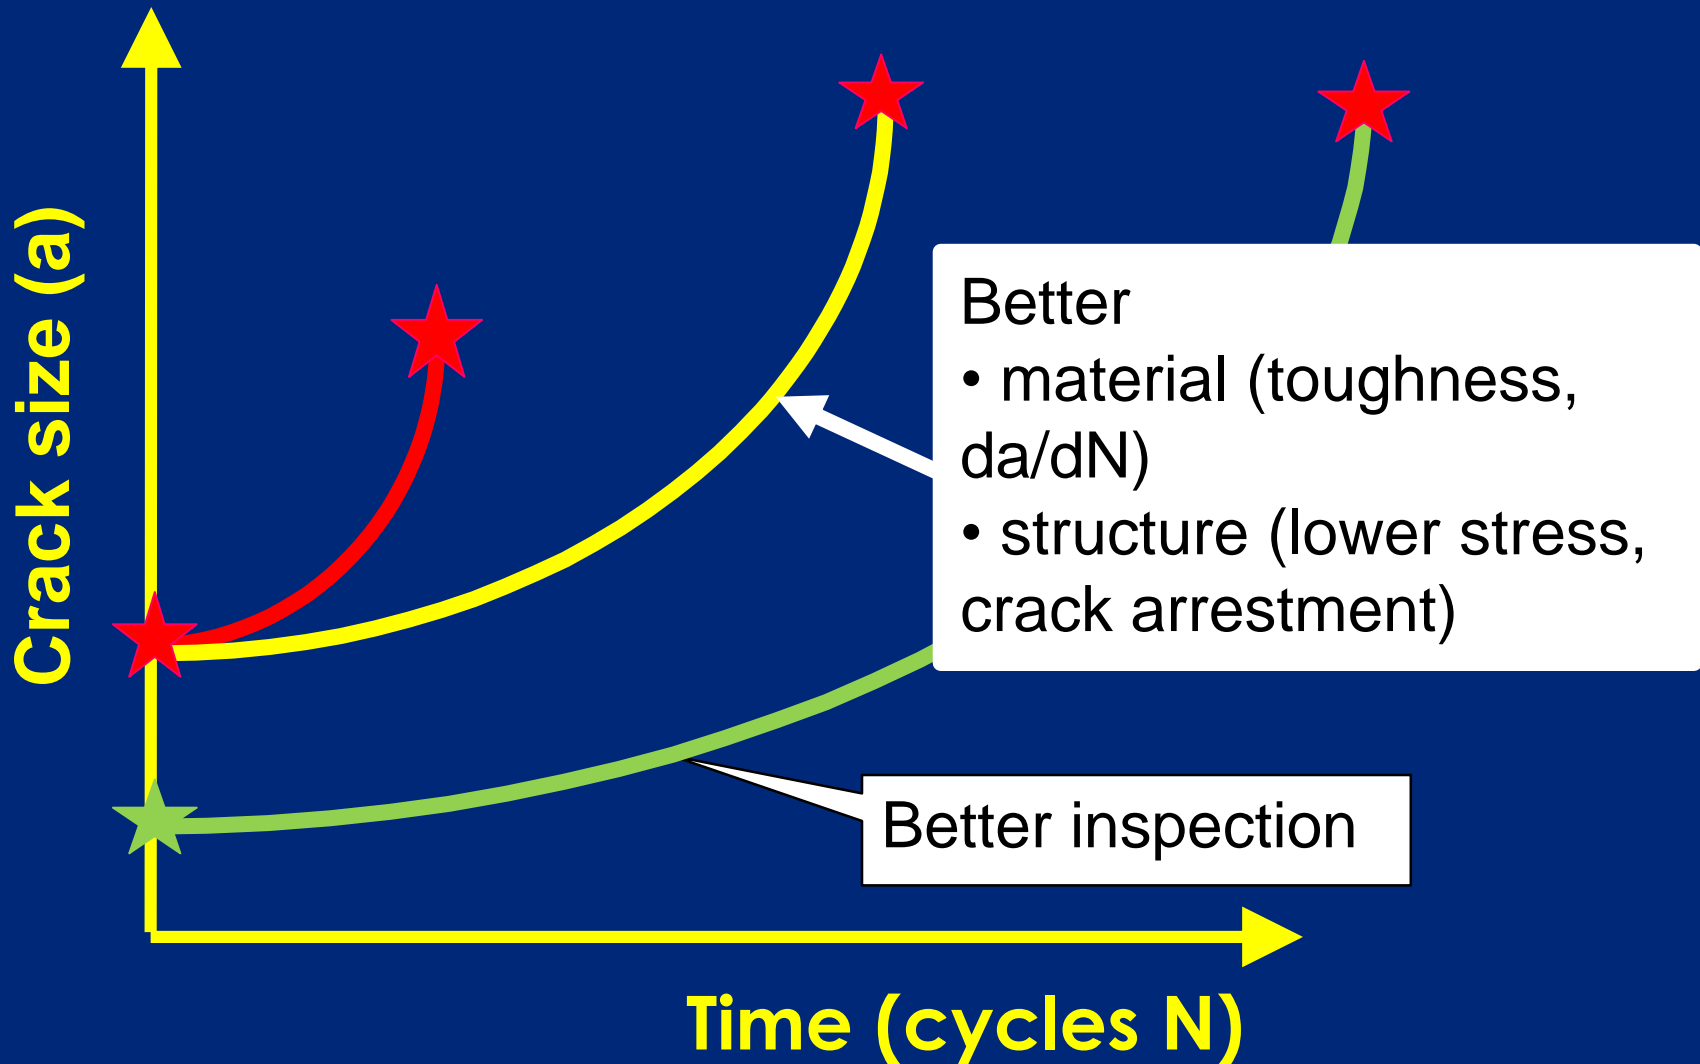 Crack size (a)
Better
• material (toughness,
da/dN)
• structure (lower stress,
crack arrestment)
Better inspection
Time (cycles N)